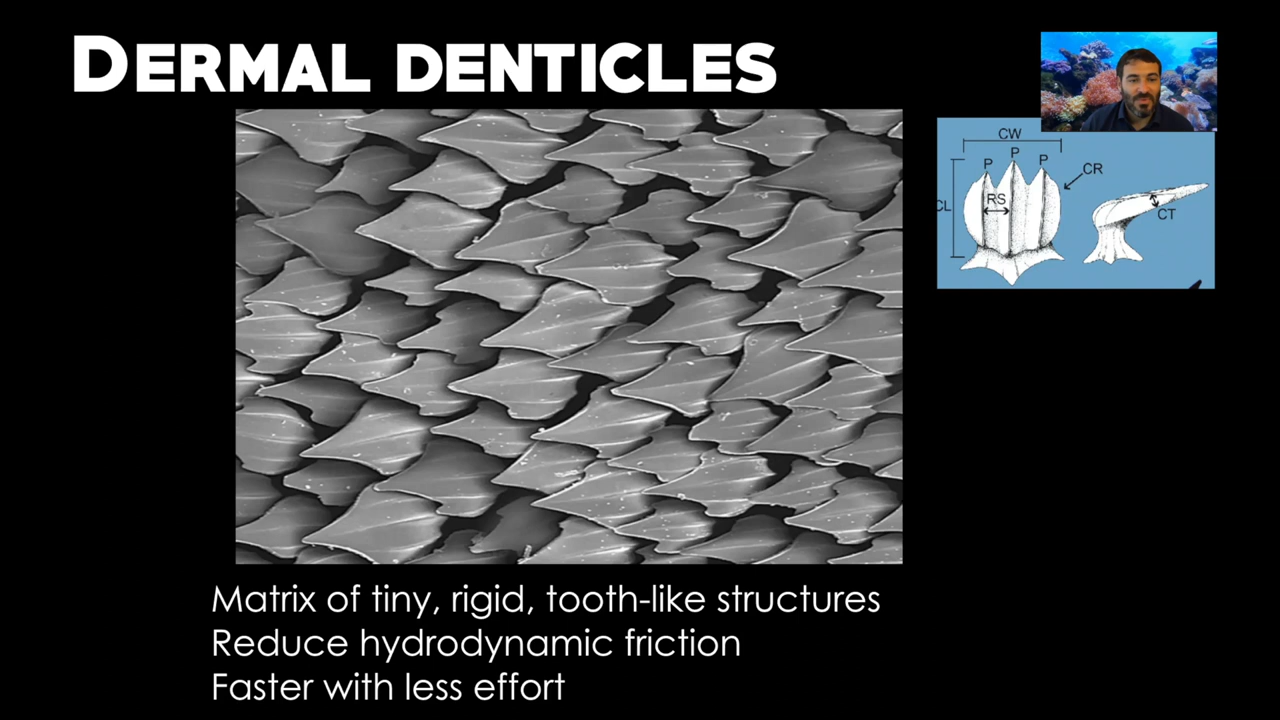 DERMAL DENTICLES
CW
P
P
P
CR
CL
RS
CT
Matrix of tiny, rigid, tooth-like structures
Reduce hydrodynamic friction
Faster with less effort